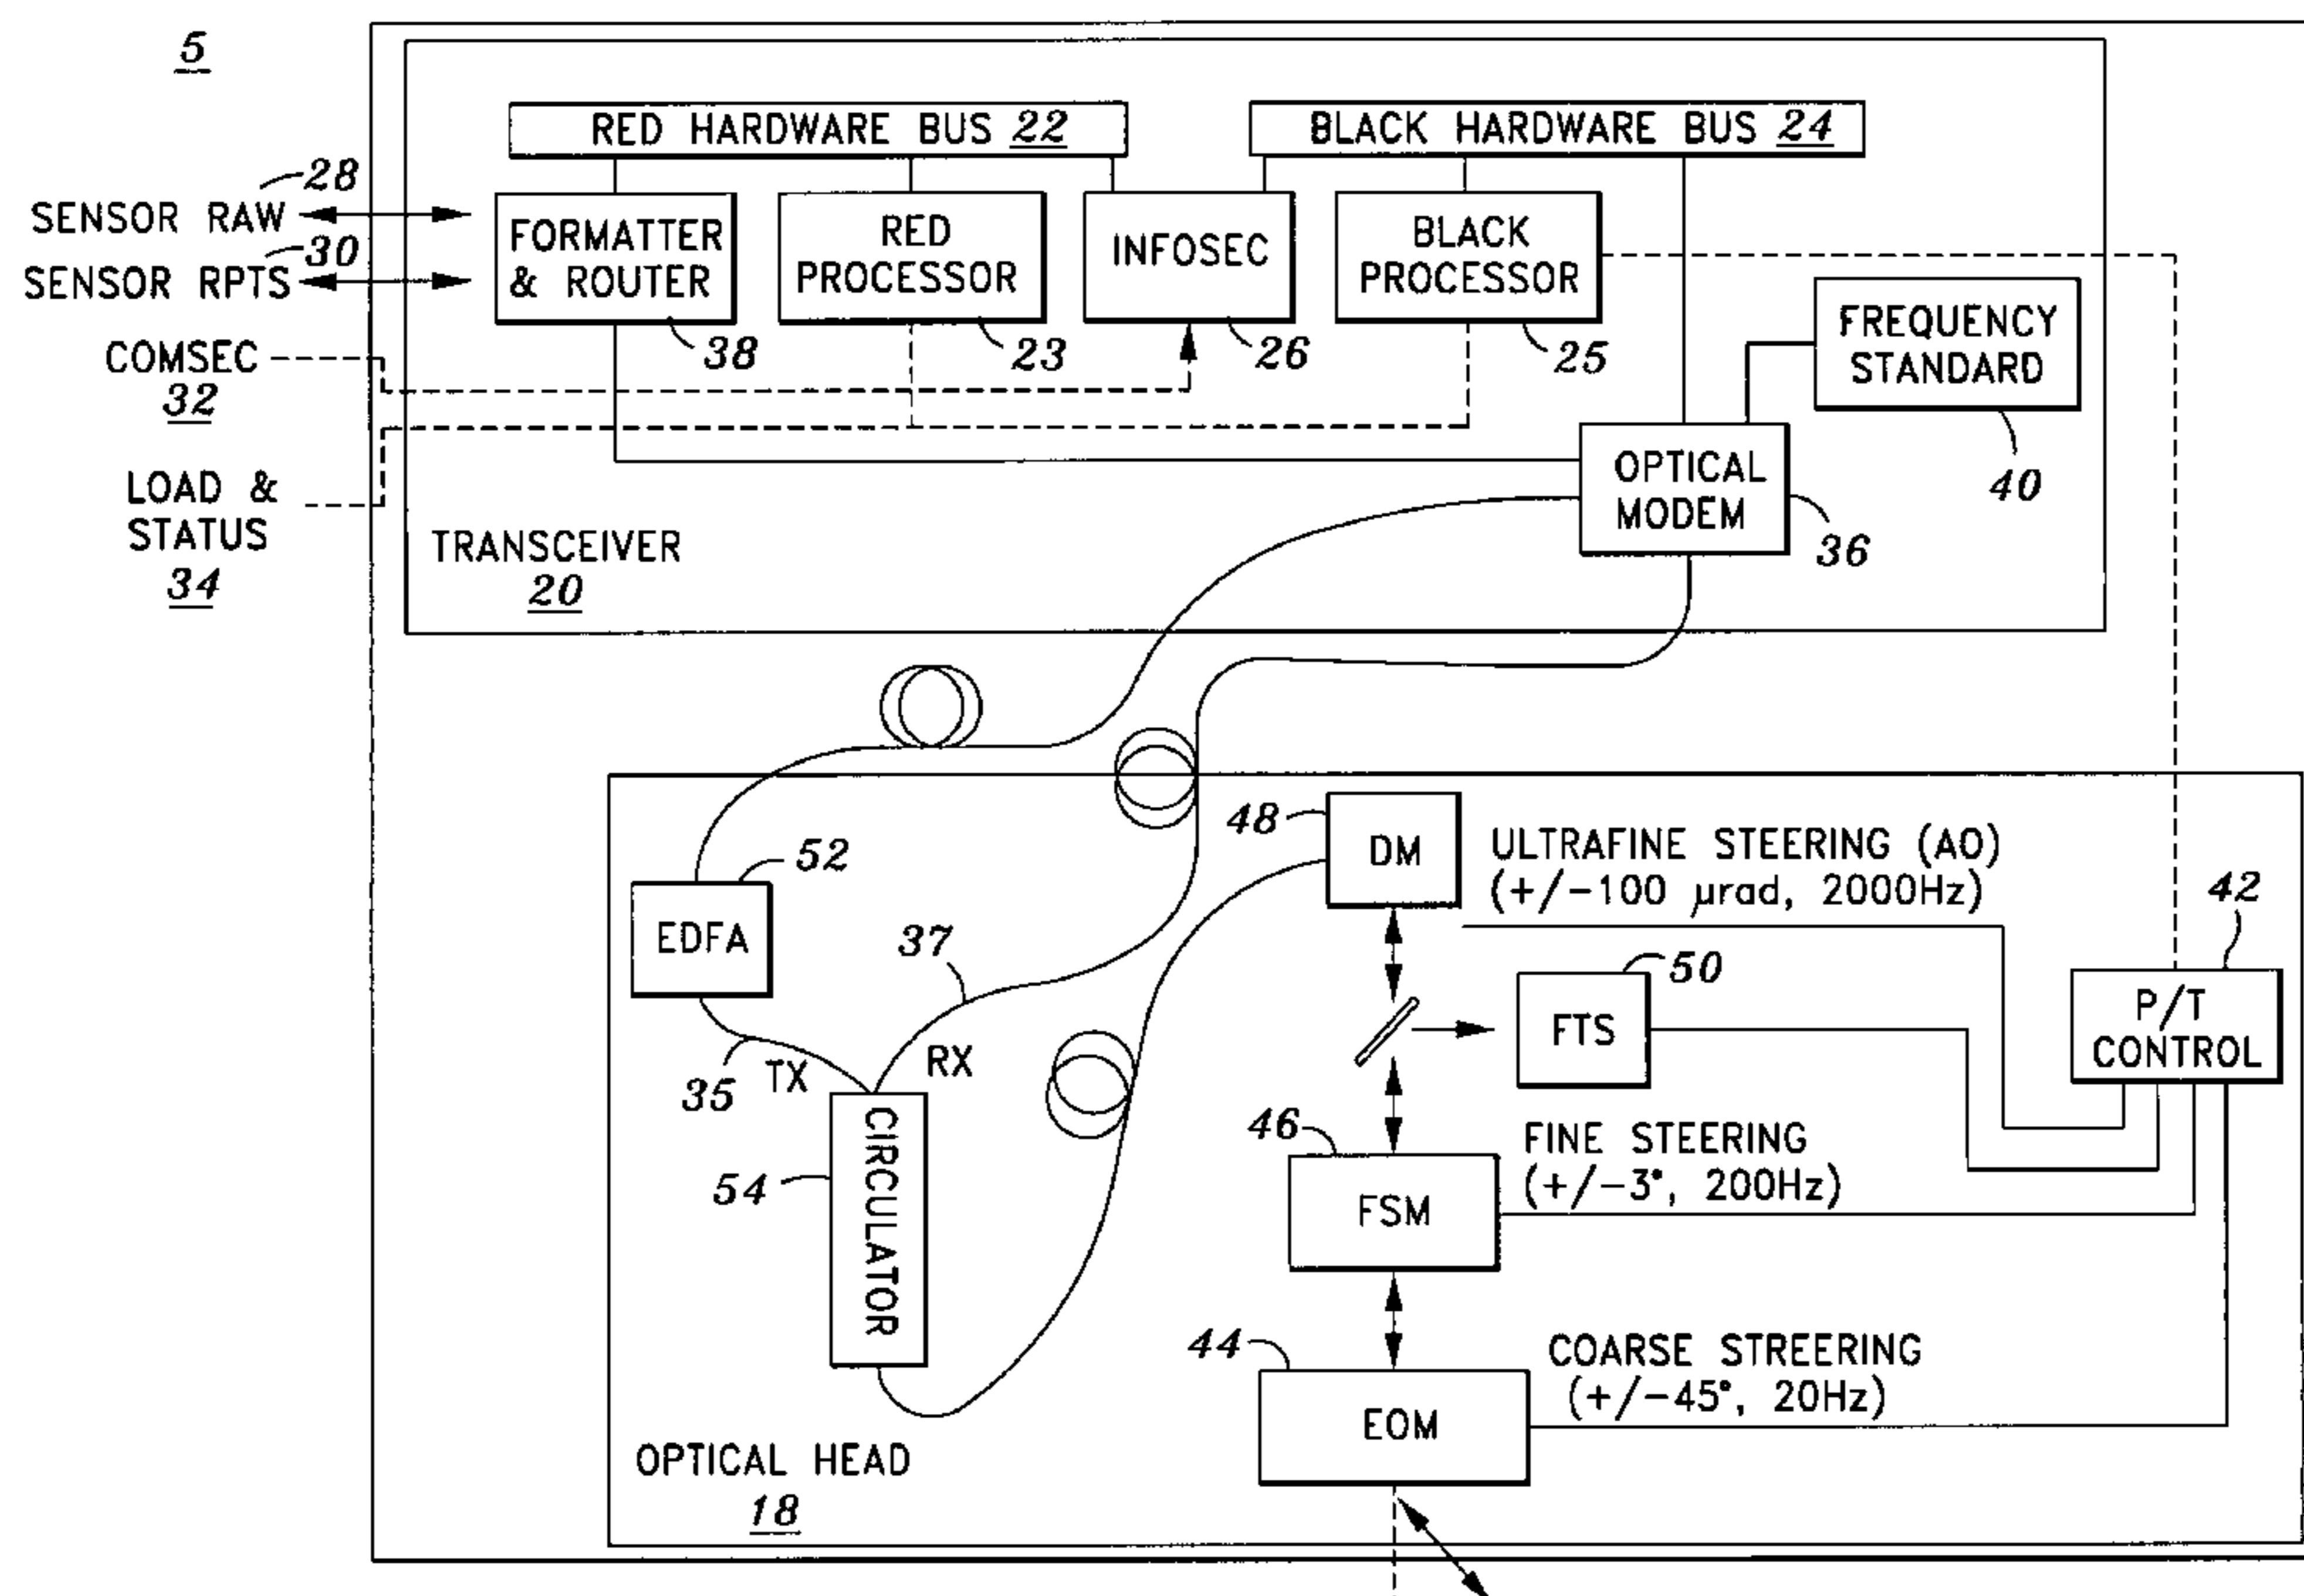 5
RED HARDWARE BUS 22
BLACK HARDWARE BUS 24
28
SENSOR RAW
30
SENSOR RPTS
FORMATTER
& ROUTER
38
RED
PROCESSOR
23
INFOSEC
26
BLACK
PROCESSOR
25
FREQUENCY
STANDARD
40
COMSEC
32
LOAD &
STATUS
34
OPTICAL
MODEM
36
TRANSCEIVER
20
48
DM
ULTRAFINE STEERING (AO)
(+/-100 µrad, 2000Hz)
52
EDFA
42
P/T
CONTROL
37
50
FTS
35
TX
RX
CIRCULATOR
54
46
FSM
FINE STEERING
(+/-3°, 200Hz)
44
EOM
COARSE STREERING
(+/-45°, 20Hz)
OPTICAL HEAD
18